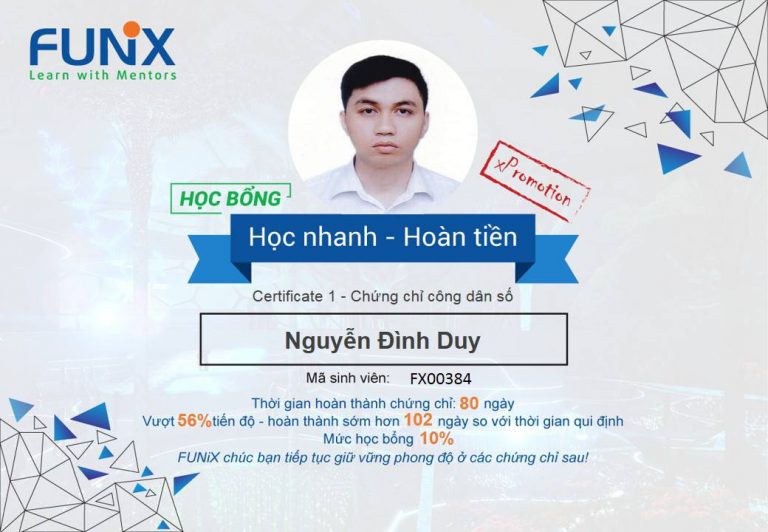 FUNiX
Learn with Mentors
HỌC BỔNG
xPromotion
Học nhanh - Hoàn tiền
Certificate 1 - Chứng chỉ công dân số
Nguyễn Đình Duy
Mã sinh viên: FX00384
Thời gian hoàn thành chứng chỉ: 80 ngày
Vượt 56% tiến độ - hoàn thành sớm hơn 102 ngày so với thời gian qui định
Mức học bổng 10%
FUNiX chúc bạn tiếp tục giữ vững phong độ ở các chứng chỉ sau!